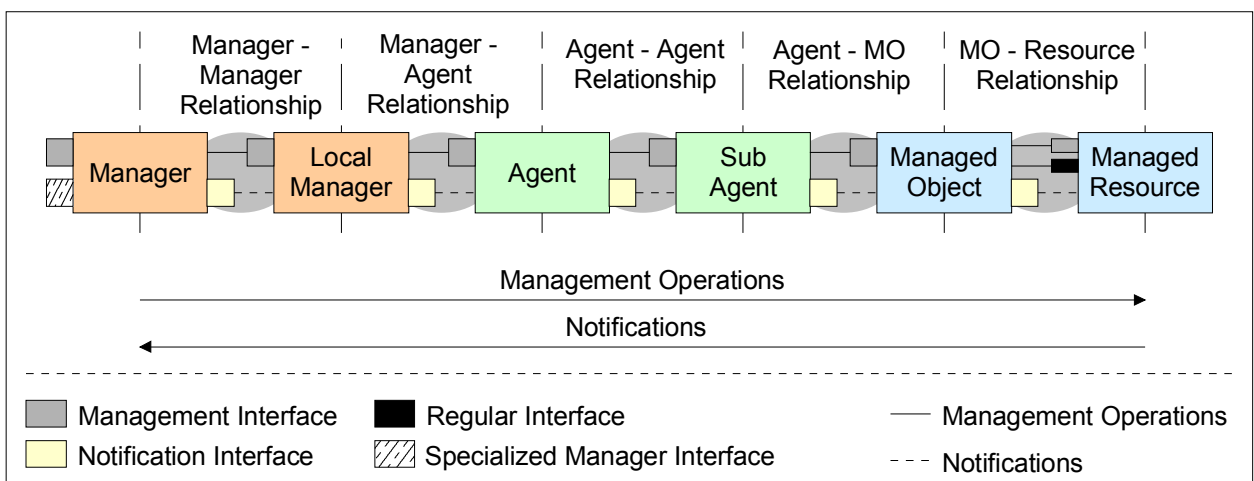 Manager -
Manager
Relationship
Manager -
Agent
Relationship
Agent - Agent
Relationship
Agent - MO
Relationship
MO - Resource
Relationship
Manager
Local
Manager
Agent
Sub
Agent
Managed
Object
Managed
Resource
Management Operations
Notifications
Management Interface
Regular Interface
Management Operations
Notification Interface
Specialized Manager Interface
Notifications